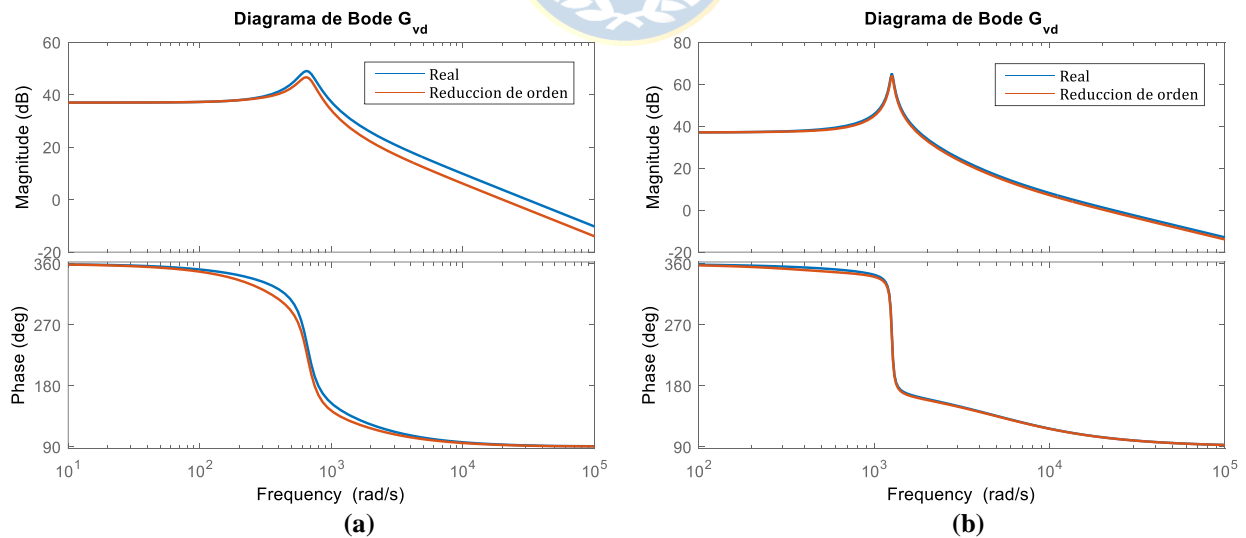 Diagrama de Bode G_vd
Magnitude (dB)
60
40
20
0
-20
Real
Reduccion de orden
Phase (deg)
360
270
180
90
10^1
10^2
10^3
10^4
10^5
Frequency (rad/s)
(a)
Diagrama de Bode G_vd
Magnitude (dB)
80
60
40
20
0
-20
Real
Reduccion de orden
Phase (deg)
360
270
180
90
10^2
10^3
10^4
10^5
Frequency (rad/s)
(b)